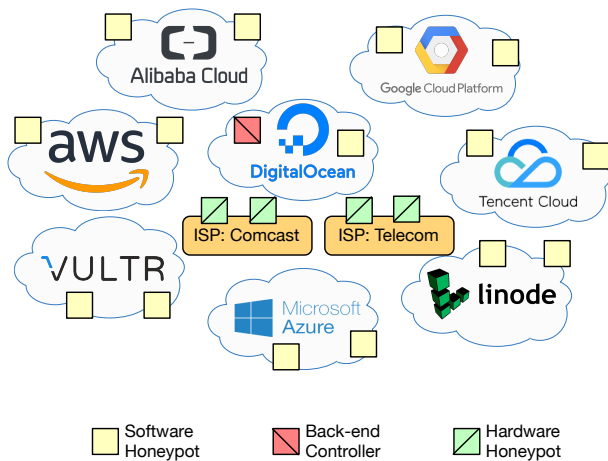 Alibaba Cloud
Google Cloud Platform
aws
DigitalOcean
Tencent Cloud
ISP: Comcast
ISP: Telecom
VULTR
Microsoft
Azure
linode
Software
Honeypot
Back-end
Controller
Hardware
Honeypot